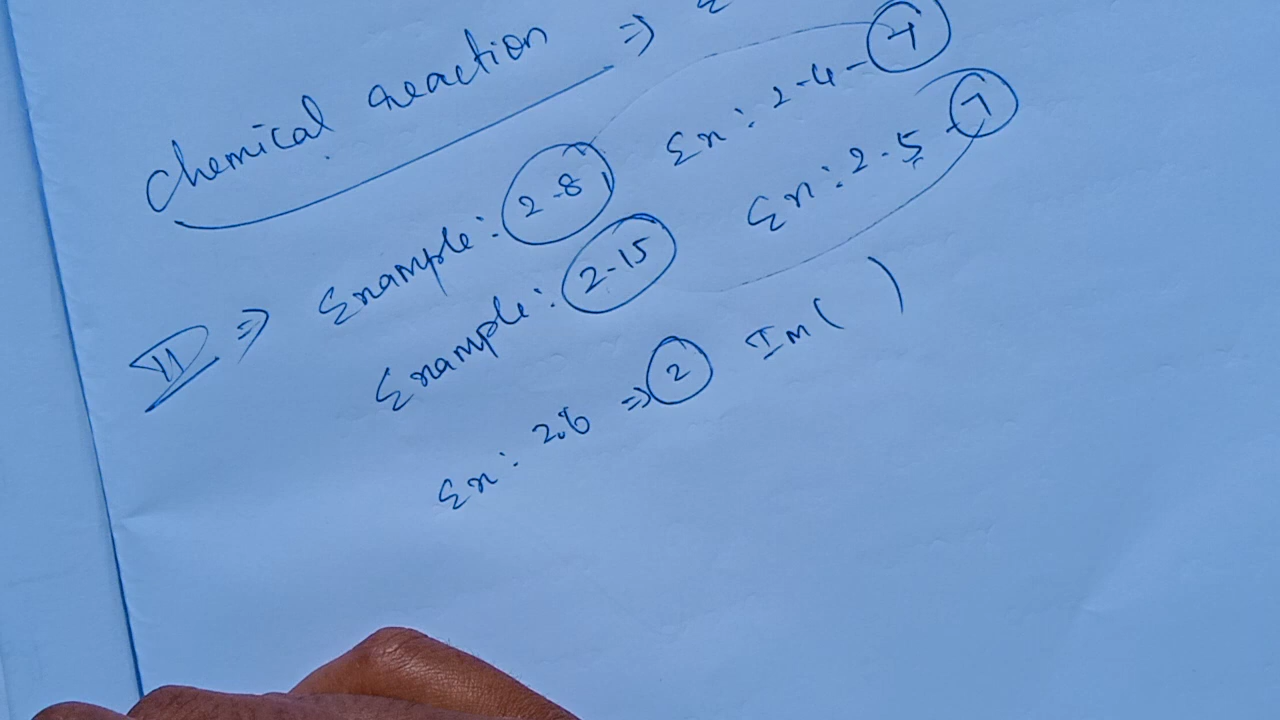 Chemical reaction ⇒
II ⇒ Example: 2-8 Ex: 2-4-7
Example: 2-15 Ex: 2-5-7
Ex: 2.6 ⇒ 2 Im( )